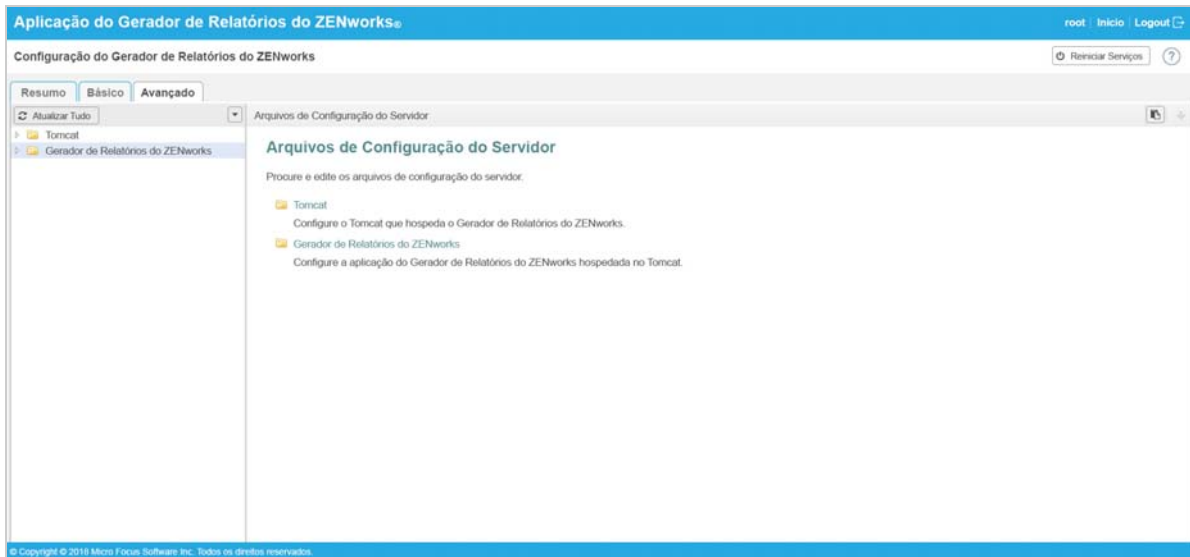 Aplicação do Gerador de Relatórios do ZENworks®
root | Início | Logout
Configuração do Gerador de Relatórios do ZENworks
Reiniciar Serviços
?
Resumo Básico Avançado
Atualizar Tudo
Arquivos de Configuração do Servidor
Tomcat
Gerador de Relatórios do ZENworks
Arquivos de Configuração do Servidor
Procure e edite os arquivos de configuração do servidor.
Tomcat
Configure o Tomcat que hospeda o Gerador de Relatórios do ZENworks.
Gerador de Relatórios do ZENworks
Configure a aplicação do Gerador de Relatórios do ZENworks hospedada no Tomcat.
© Copyright © 2018 Micro Focus Software Inc. Todos os direitos reservados.